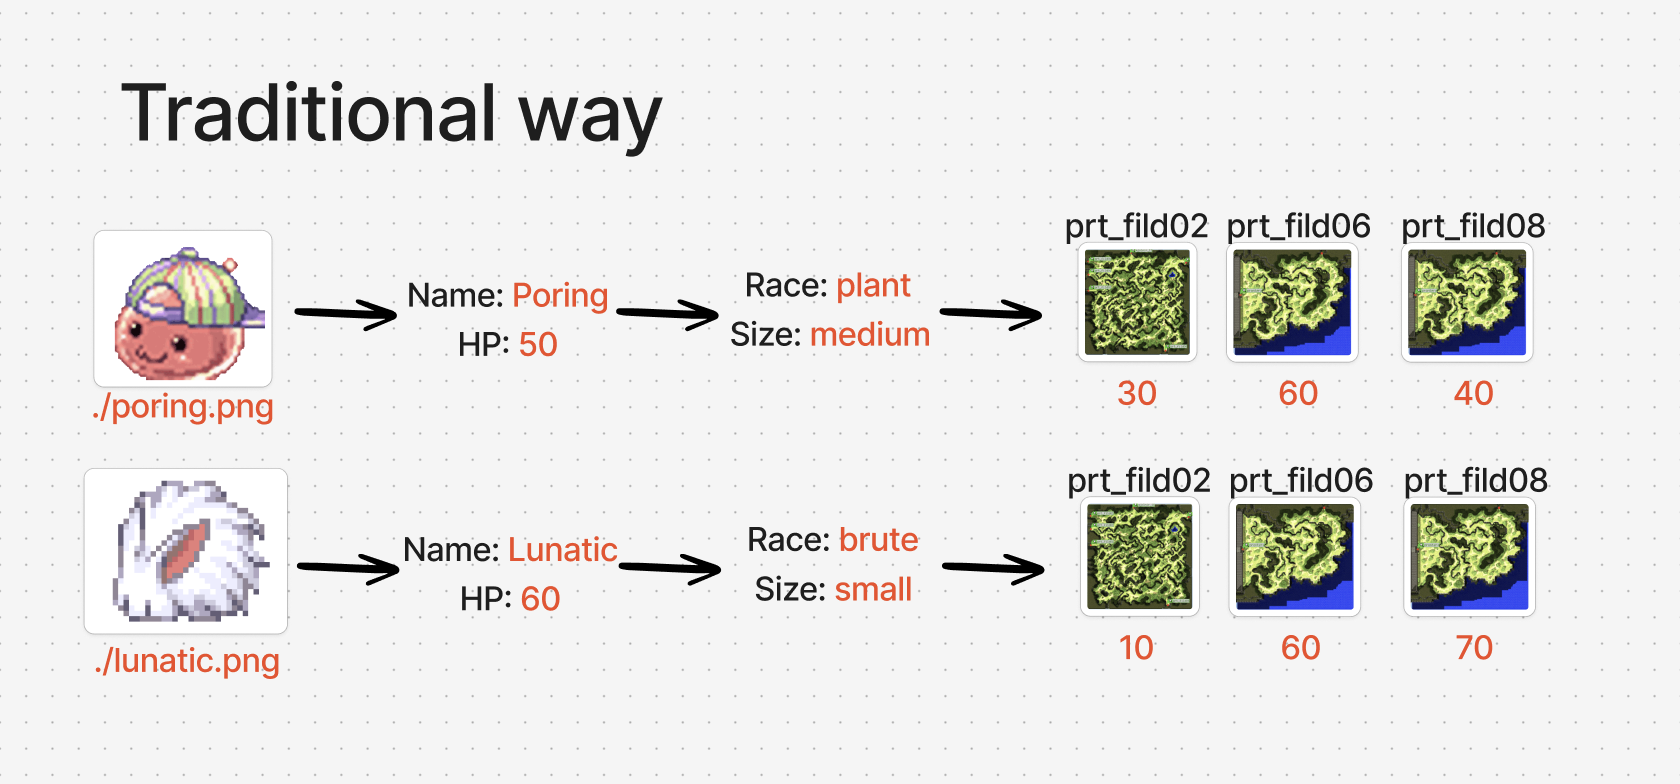 Traditional way
prt_fild02 prt_fild06 prt_fild08
Name: Poring
HP: 50
Race: plant
Size: medium
./poring.png
30 60 40
prt_fild02 prt_fild06 prt_fild08
Name: Lunatic
HP: 60
Race: brute
Size: small
./lunatic.png
10 60 70